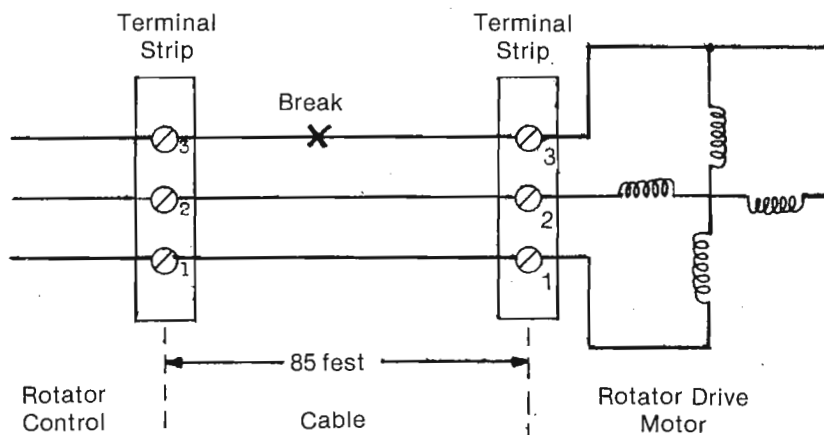 Terminal
Strip
Terminal
Strip
Break
3
3
2
2
1
1
85 fest
Rotator
Control
Cable
Rotator Drive
Motor